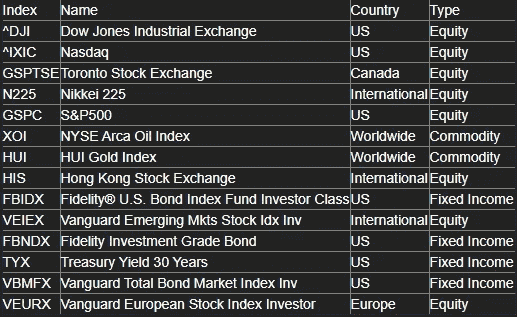 Index Name Country Type
^DJI Dow Jones Industrial Exchange US Equity
^IXIC Nasdaq US Equity
GSPTSE Toronto Stock Exchange Canada Equity
N225 Nikkei 225 International Equity
GSPC S&P500 US Equity
XOI NYSE Arca Oil Index Worldwide Commodity
HUI HUI Gold Index Worldwide Commodity
HIS Hong Kong Stock Exchange International Equity
FBIDX Fidelity® U.S. Bond Index Fund Investor Class US Fixed Income
VEIEX Vanguard Emerging Mkts Stock Idx Inv International Equity
FBNDX Fidelity Investment Grade Bond US Fixed Income
TYX Treasury Yield 30 Years US Fixed Income
VBMFX Vanguard Total Bond Market Index Inv US Fixed Income
VEURX Vanguard European Stock Index Investor Europe Equity